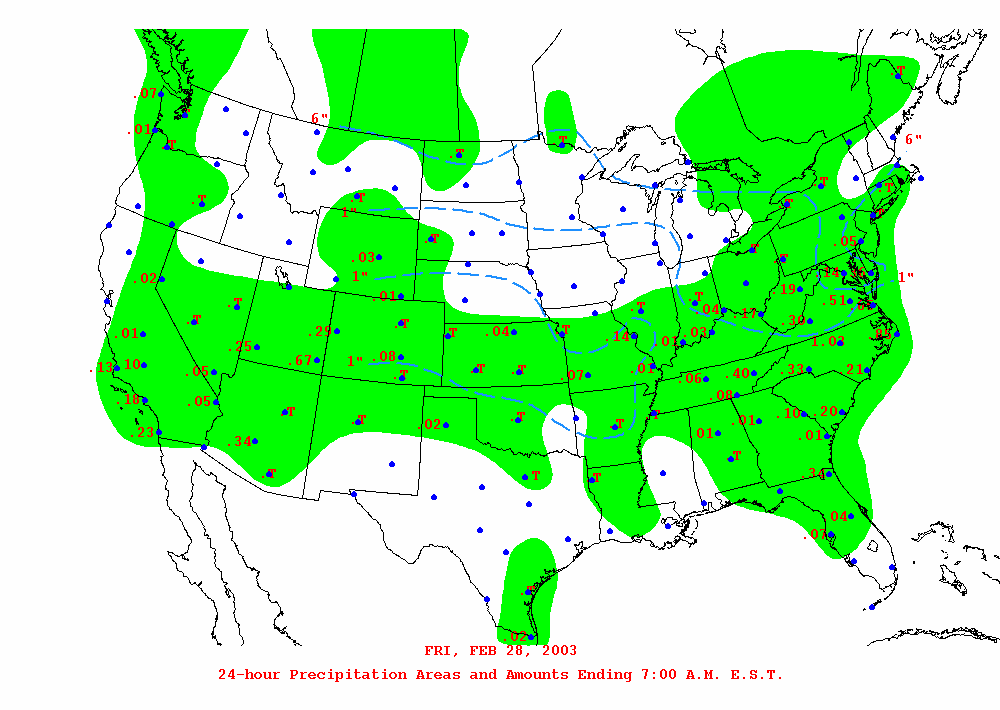 .T
.07
6"
.01
T
6"
.T
.T
.T
.T
.T
.T
1"
.T
.05
.T
.T
.03
.T
1"
1"
.02
.14
.19
.01
.T
.T
.51
.T
.04
.17
.30
.T
.T
.01
.29
.T
.04
.T
.14
.03
.05
.01
1.02
.25
.13
.10
.67
1"
.08
.05
.T
.T
.T
.07
.01
.06
.40
.33
.21
.18
.05
.08
.T
.T
.02
.T
.T
T
.01
.10
.20
.23
.34
.01
.01
.T
.T
.T
T
.34
.04
.07
.T
.02
FRI, FEB 28, 2003
24-hour Precipitation Areas and Amounts Ending 7:00 A.M. E.S.T.